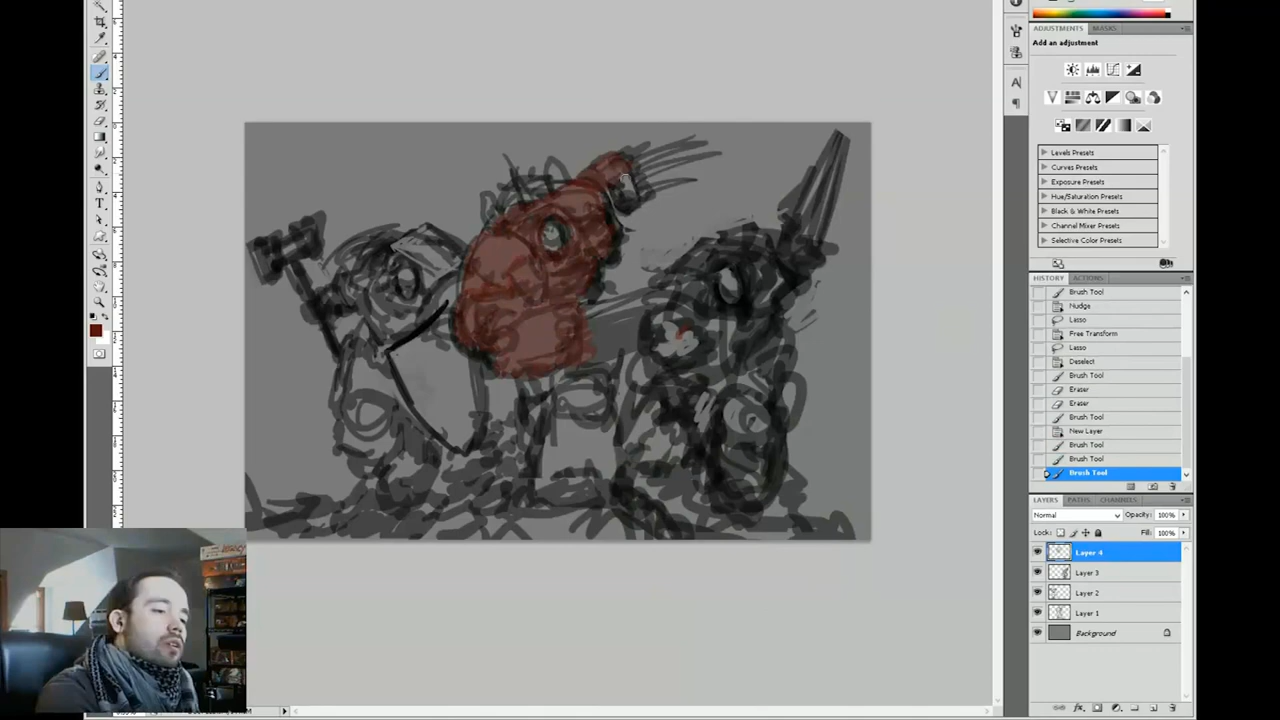 ADJUSTMENTS MASKS
Add an adjustment
Levels Presets
Curves Presets
Exposure Presets
Hue/Saturation Presets
Black & White Presets
Channel Mixer Presets
Selective Color Presets
HISTORY ACTIONS
Brush Tool
Nudge
Lasso
Free Transform
Lasso
Deselect
Brush Tool
Eraser
Eraser
Brush Tool
New Layer
Brush Tool
Brush Tool
Brush Tool
LAYERS PATHS CHANNELS
Normal Opacity: 100%
Lock: Fill: 100%
Layer 4
Layer 3
Layer 2
Layer 1
Background